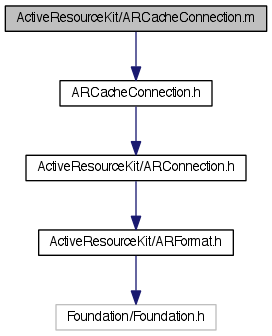 ActiveResourceKit/ARCacheConnection.m
ARCacheConnection.h
ActiveResourceKit/ARConnection.h
ActiveResourceKit/ARFormat.h
Foundation/Foundation.h